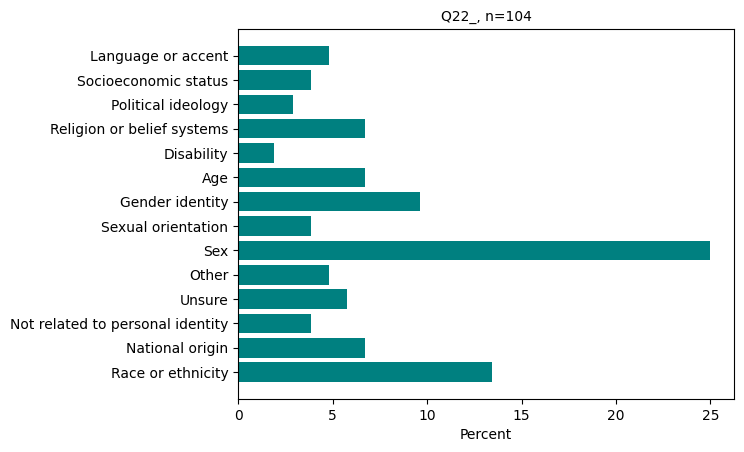 Q22_, n=104
Language or accent
Socioeconomic status
Political ideology
Religion or belief systems
Disability
Age
Gender identity
Sexual orientation
Sex
Other
Unsure
Not related to personal identity
National origin
Race or ethnicity
0 5 10 15 20 25
Percent